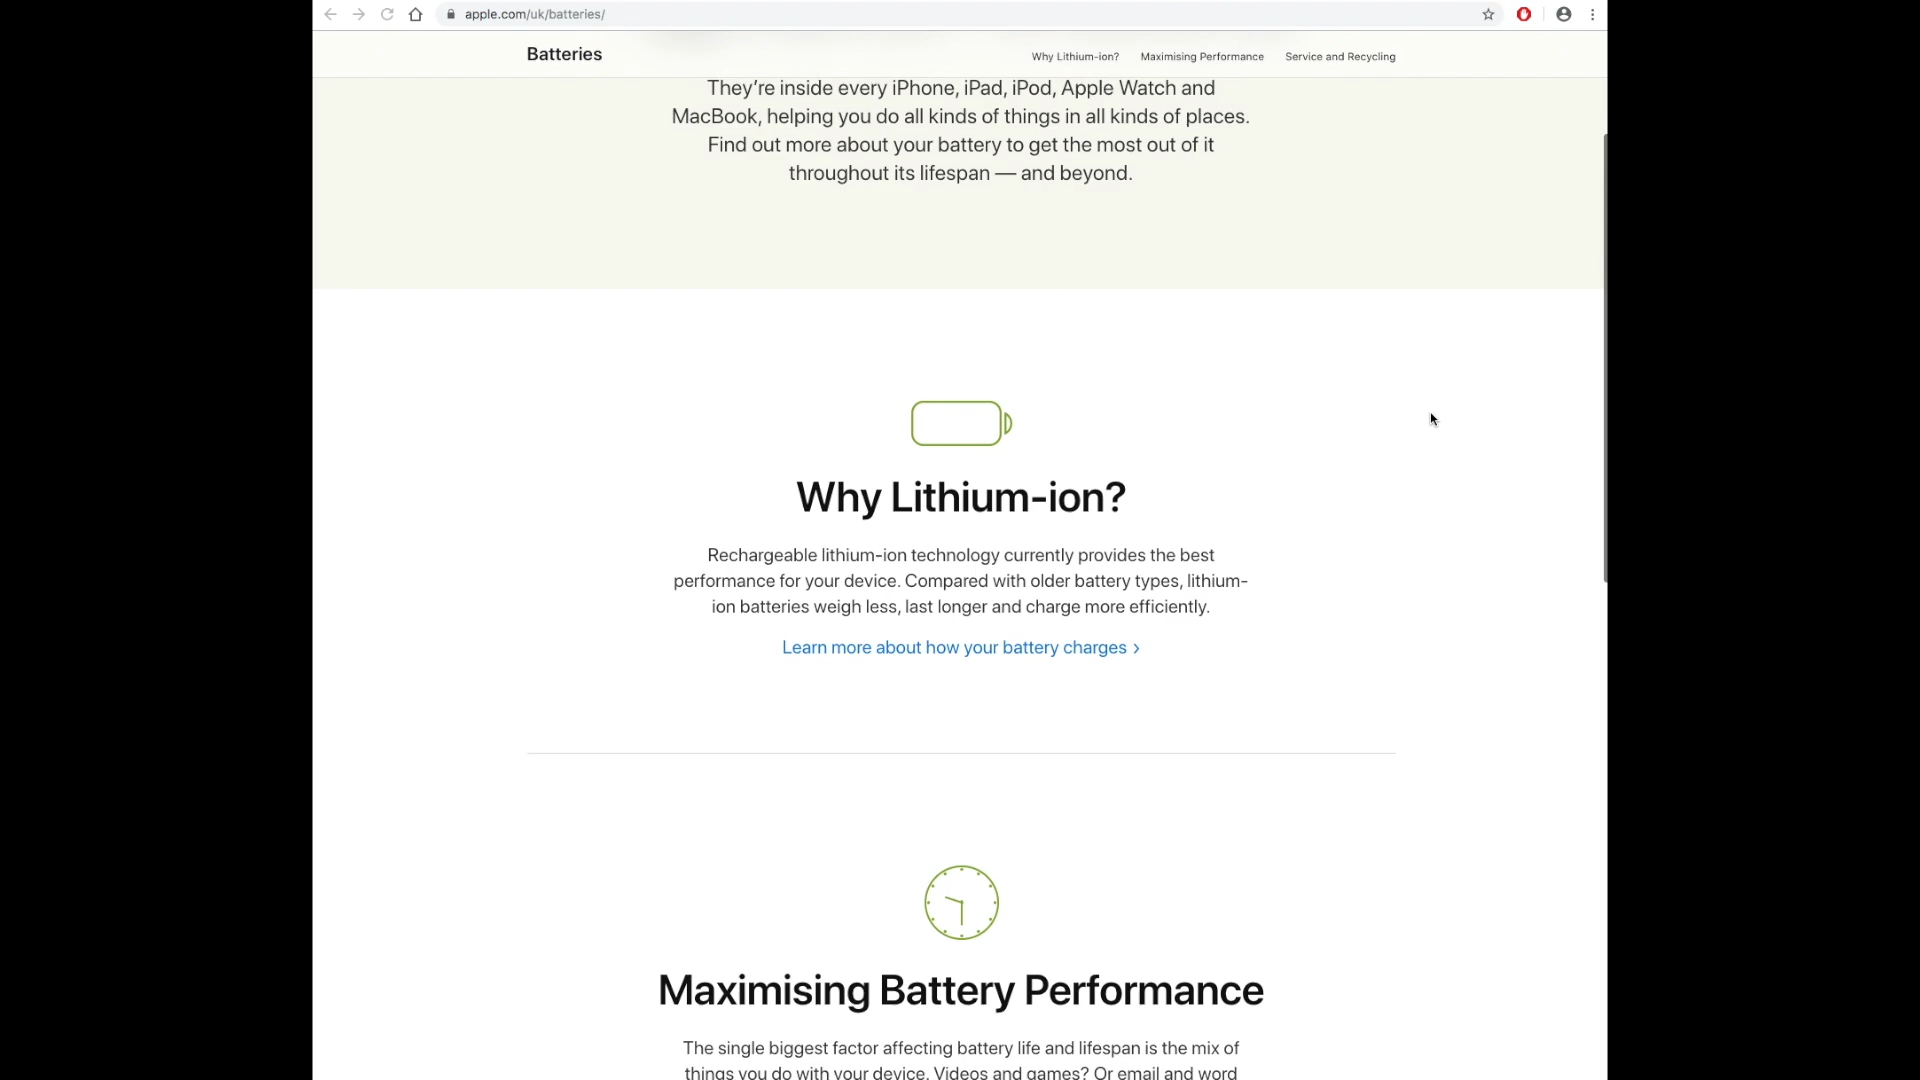 apple.com/uk/batteries/
Batteries
Why Lithium-ion?
Maximising Performance
Service and Recycling
They’re inside every iPhone, iPad, iPod, Apple Watch and
MacBook, helping you do all kinds of things in all kinds of places.
Find out more about your battery to get the most out of it
throughout its lifespan — and beyond.
Why Lithium-ion?
Rechargeable lithium-ion technology currently provides the best
performance for your device. Compared with older battery types, lithium-
ion batteries weigh less, last longer and charge more efficiently.
Learn more about how your battery charges ›
Maximising Battery Performance
The single biggest factor affecting battery life and lifespan is the mix of
things you do with your device. Videos and games? Or email and word